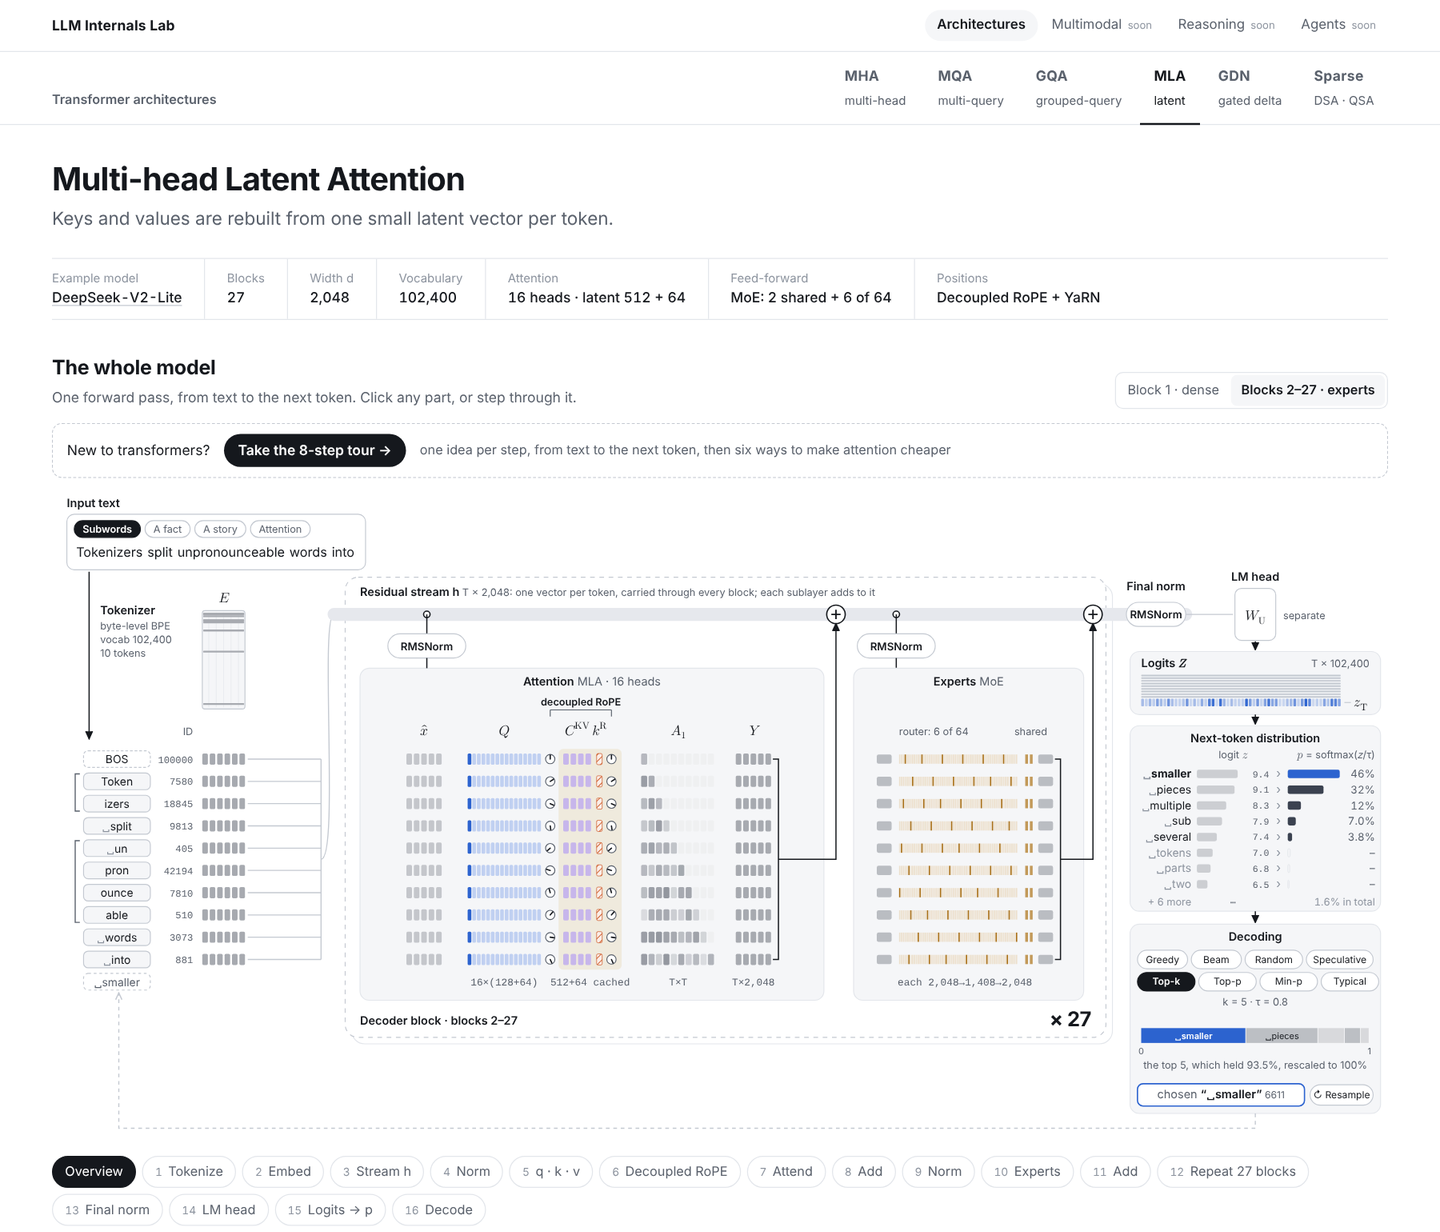 LLM Internals Lab
Architectures
Multimodal soon
Reasoning soon
Agents soon
Transformer architectures
MHA
multi-head
MQA
multi-query
GQA
grouped-query
MLA
latent
GDN
gated delta
Sparse
DSA · QSA
Multi-head Latent Attention
Keys and values are rebuilt from one small latent vector per token.
Example model
DeepSeek-V2-Lite
Blocks
27
Width d
2,048
Vocabulary
102,400
Attention
16 heads · latent 512 + 64
Feed-forward
MoE: 2 shared + 6 of 64
Positions
Decoupled RoPE + YaRN
The whole model
One forward pass, from text to the next token. Click any part, or step through it.
Block 1 · dense
Blocks 2–27 · experts
New to transformers?
Take the 8-step tour →
one idea per step, from text to the next token, then six ways to make attention cheaper
Input text
Subwords
A fact
A story
Attention
Tokenizers split unpronounceable words into
Tokenizer
byte-level BPE
vocab 102,400
10 tokens
E
ID
BOS 100000
Token 7580
izers 18845
␣split 9813
␣un 405
pron 42194
ounce 7810
able 510
␣words 3073
␣into 881
␣smaller
Residual stream h T × 2,048: one vector per token, carried through every block; each sublayer adds to it
RMSNorm
Attention MLA · 16 heads
decoupled RoPE
x̂
Q
C^KV k^R
A₁
Y
16×(128+64)
512+64 cached
T×T
T×2,048
RMSNorm
Experts MoE
router: 6 of 64
shared
each 2,048→1,408→2,048
Decoder block · blocks 2–27
× 27
Final norm
RMSNorm
LM head
W_U
separate
Logits Z
T × 102,400
z_T
Next-token distribution
logit z
p = softmax(z/τ)
␣smaller 9.4 › 46%
␣pieces 9.1 › 32%
␣multiple 8.3 › 12%
␣sub 7.9 › 7.0%
␣several 7.4 › 3.8%
␣tokens 7.0 › –
␣parts 6.8 › –
␣two 6.5 › –
+ 6 more … 1.6% in total
Decoding
Greedy
Beam
Random
Speculative
Top-k
Top-p
Min-p
Typical
k = 5 · τ = 0.8
␣smaller
␣pieces
0
1
the top 5, which held 93.5%, rescaled to 100%
chosen “␣smaller” 6611
↻ Resample
Overview
1 Tokenize
2 Embed
3 Stream h
4 Norm
5 q · k · v
6 Decoupled RoPE
7 Attend
8 Add
9 Norm
10 Experts
11 Add
12 Repeat 27 blocks
13 Final norm
14 LM head
15 Logits → p
16 Decode